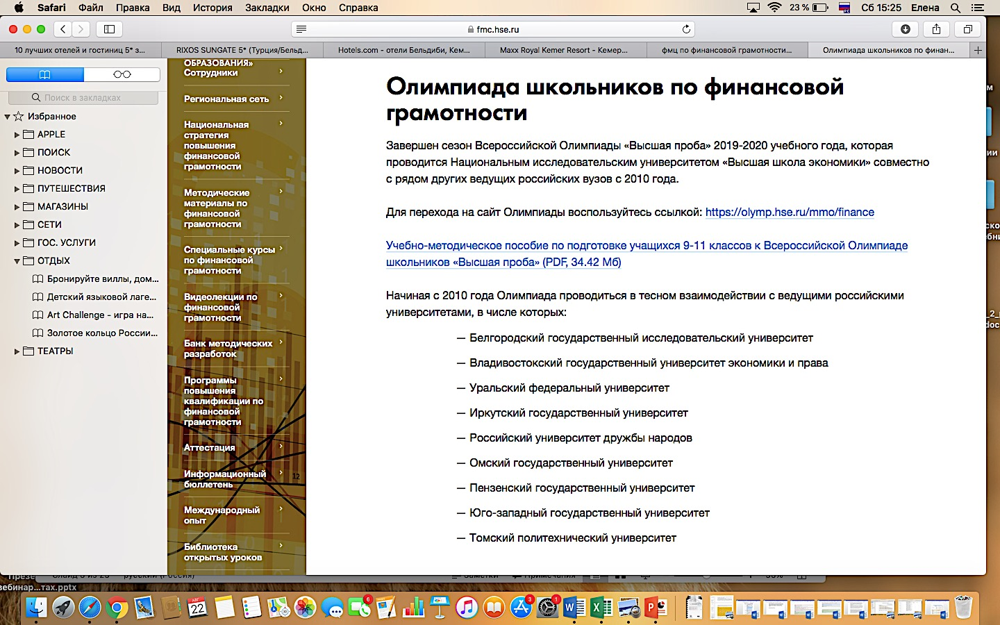 Safari Файл Правка Вид История Закладки Окно Справка 23 % Сб 15:25 Елена
fmc.hse.ru
10 лучших отелей и гостиниц 5* з...
RIXOS SUNGATE 5* (Турция/Бельд...
Hotels.com - отели Бельдиби, Кем...
Maxx Royal Kemer Resort - Кемер...
фмц по финансовой грамотности...
Олимпиада школьников по финан...
Поиск в закладках
Избранное
APPLE
ПОИСК
НОВОСТИ
ПУТЕШЕСТВИЯ
МАГАЗИНЫ
СЕТИ
ГОС. УСЛУГИ
ОТДЫХ
Бронируйте виллы, дом...
Детский языковой лаге...
Art Challenge - игра на...
Золотое кольцо России...
ТЕАТРЫ
ОБРАЗОВАНИЯ»
Сотрудники
Региональная сеть
Национальная
стратегия
повышения
финансовой
грамотности
Методические
материалы по
финансовой
грамотности
Специальные курсы
по финансовой
грамотности
Видеолекции по
финансовой
грамотности
Банк методических
разработок
Программы
повышения
квалификации по
финансовой
грамотности
Аттестация
Информационный
бюллетень
12
Международный
опыт
Библиотека
открытых уроков
Олимпиада школьников по финансовой
грамотности
Завершен сезон Всероссийской Олимпиады «Высшая проба» 2019-2020 учебного года, которая
проводится Национальным исследовательским университетом «Высшая школа экономики» совместно
с рядом других ведущих российских вузов с 2010 года.
Для перехода на сайт Олимпиады воспользуйтесь ссылкой: https://olymp.hse.ru/mmo/finance
Учебно-методическое пособие по подготовке учащихся 9-11 классов к Всероссийской Олимпиаде
школьников «Высшая проба» (PDF, 34.42 Мб)
Начиная с 2010 года Олимпиада проводиться в тесном взаимодействии с ведущими российскими
университетами, в числе которых:
— Белгородский государственный исследовательский университет
— Владивостокский государственный университет экономики и права
— Уральский федеральный университет
— Иркутский государственный университет
— Российский университет дружбы народов
— Омский государственный университет
— Пензенский государственный университет
— Юго-западный государственный университет
— Томский политехнический университет
вебинар...тах.pptx
АВГ
22
6
3
1